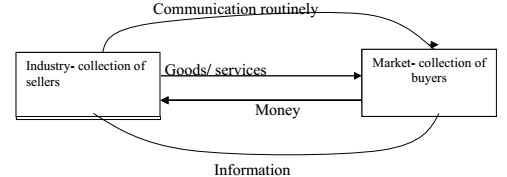 Communication routinely
Industry- collection of
sellers
Goods/ services
Market- collection of
buyers
Money
Information